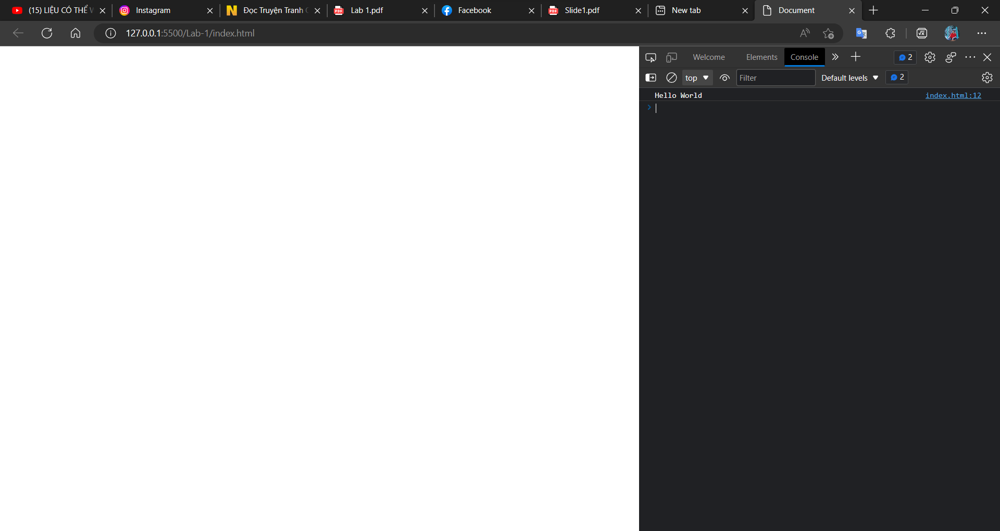 (15) LIỆU CÓ THỂ
Instagram
Đọc Truyện Tranh
Lab 1.pdf
Facebook
Slide1.pdf
New tab
Document
127.0.0.1:5500/Lab-1/index.html
Welcome
Elements
Console
2
top
Filter
Default levels
2
Hello World
index.html:12